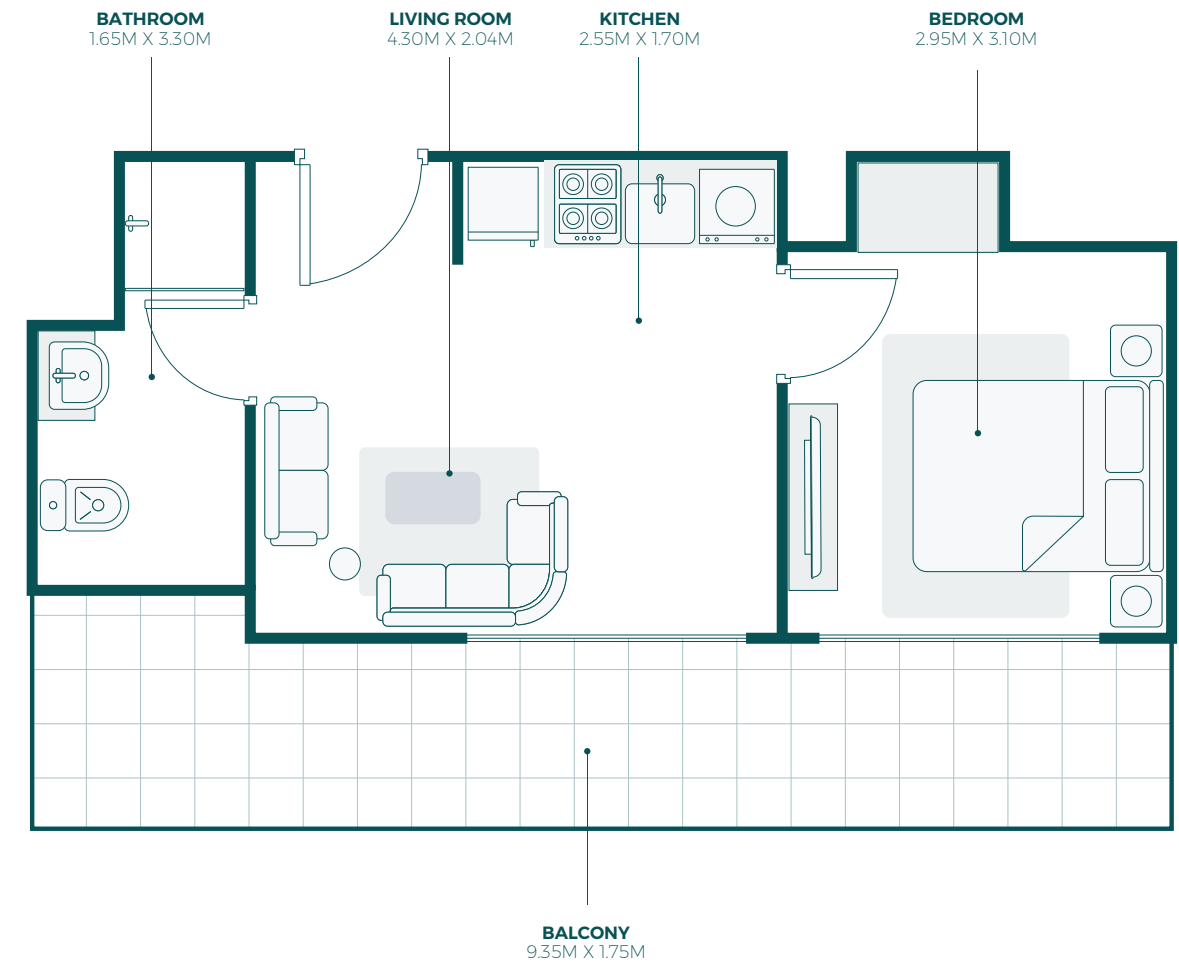 BATHROOM
1.65M X 3.30M
LIVING ROOM
4.30M X 2.04M
KITCHEN
2.55M X 1.70M
BEDROOM
2.95M X 3.10M
BALCONY
9.35M X 1.75M